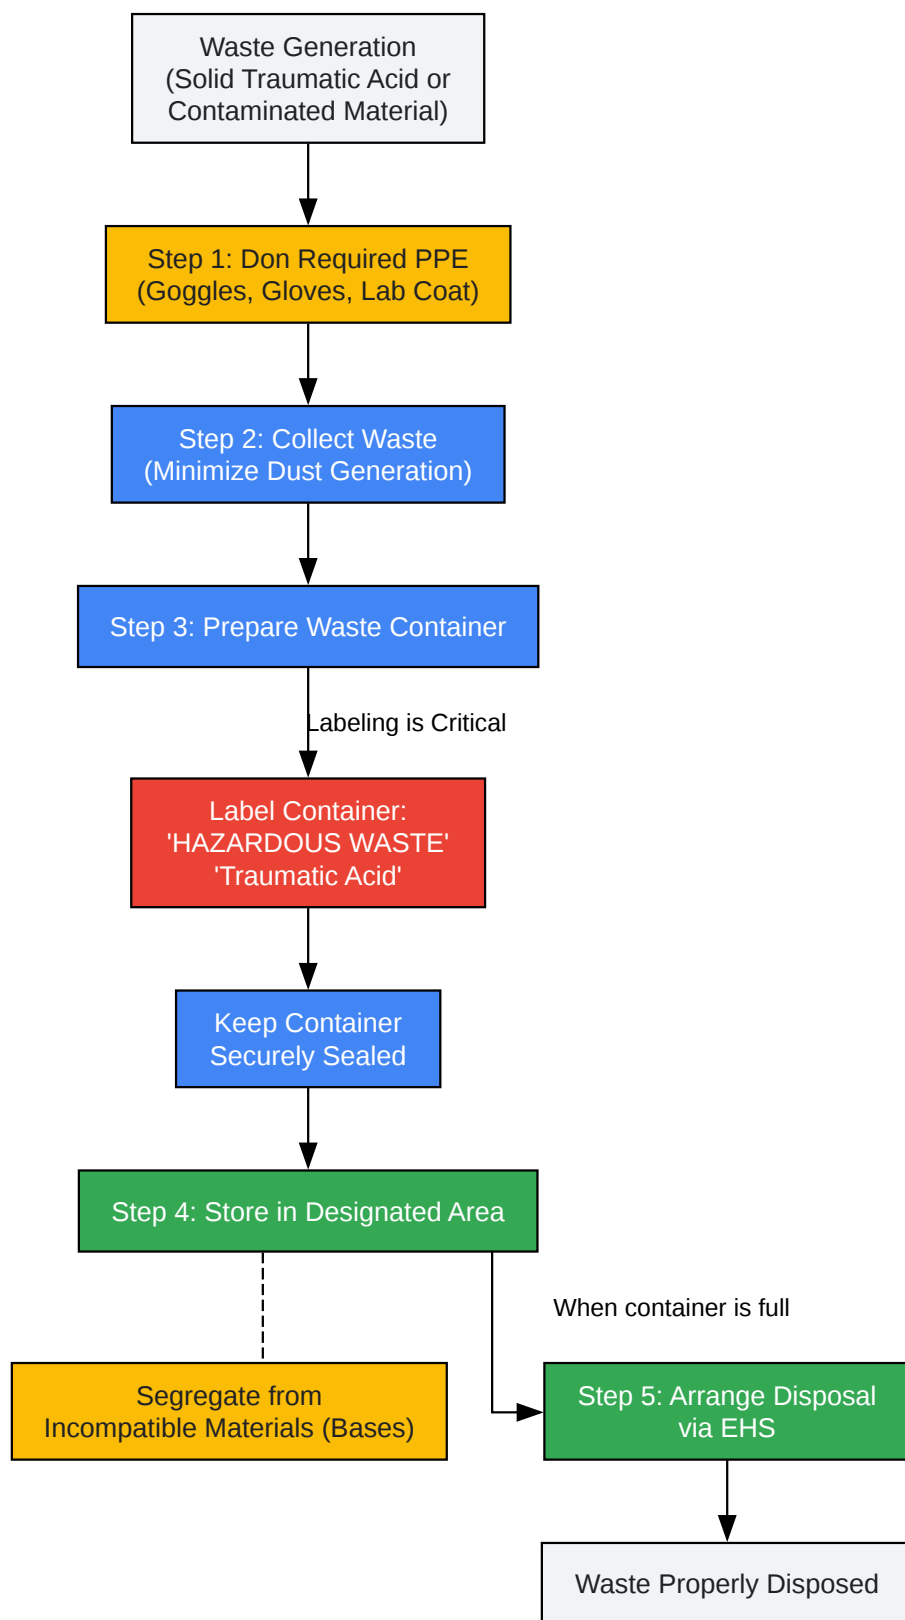 Waste Generation
(Solid Traumatic Acid or
Contaminated Material)
Step 1: Don Required PPE
(Goggles, Gloves, Lab Coat)
Step 2: Collect Waste
(Minimize Dust Generation)
Step 3: Prepare Waste Container
Labeling is Critical
Label Container:
'HAZARDOUS WASTE'
'Traumatic Acid'
Keep Container
Securely Sealed
Step 4: Store in Designated Area
When container is full
Segregate from
Incompatible Materials (Bases)
Step 5: Arrange Disposal
via EHS
Waste Properly Disposed